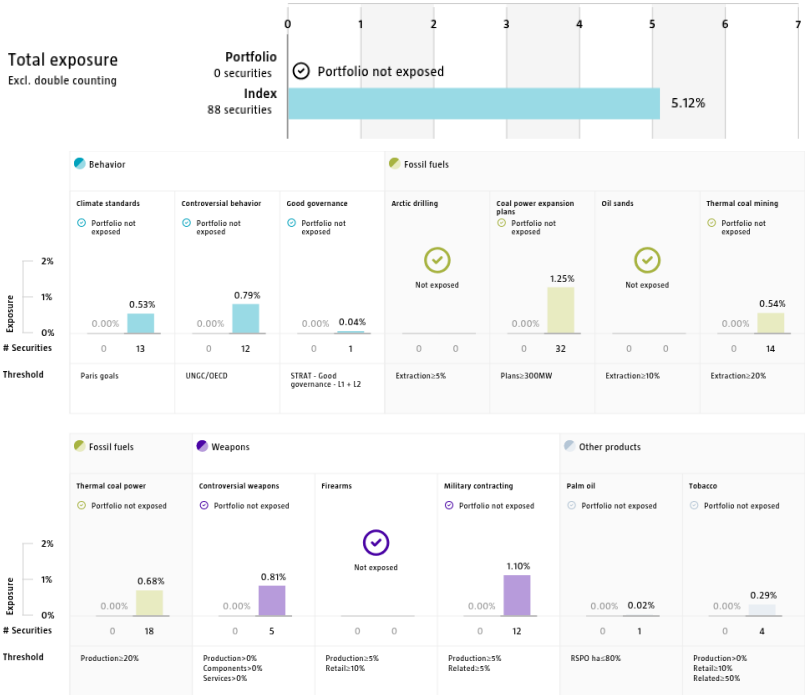 0 1 2 3 4 5 6 7
Total exposure
Excl. double counting
Portfolio
0 securities
Portfolio not exposed
Index
88 securities
5.12%
Behavior
Fossil fuels
Climate standards
Portfolio not
exposed
Controversial behavior
Portfolio not
exposed
Good governance
Portfolio not
exposed
Arctic drilling
Not exposed
Coal power expansion
plans
Portfolio not
exposed
Oil sands
Not exposed
Thermal coal mining
Portfolio not
exposed
Exposure
2%
1%
0%
0.00% 0.53%
0.00% 0.79%
0.00% 0.04%
0.00% 1.25%
0.00% 0.54%
# Securities 0 13 0 12 0 1 0 0 0 32 0 0 0 14
Threshold
Paris goals
UNGC/OECD
STRAT - Good
governance - L1 + L2
Extraction≥5%
Plans≥300MW
Extraction≥10%
Extraction≥20%
Fossil fuels
Weapons
Other products
Thermal coal power
Portfolio not exposed
Controversial weapons
Portfolio not exposed
Firearms
Not exposed
Military contracting
Portfolio not exposed
Palm oil
Portfolio not exposed
Tobacco
Portfolio not exposed
Exposure
2%
1%
0%
0.00% 0.68%
0.00% 0.81%
0.00% 1.10%
0.00% 0.02%
0.00% 0.29%
# Securities 0 18 0 5 0 0 0 12 0 1 0 4
Threshold
Production≥20%
Production>0%
Components>0%
Services>0%
Production≥5%
Retail≥10%
Production≥5%
Related≥5%
RSPO ha≤80%
Production>0%
Retail≥10%
Related≥50%